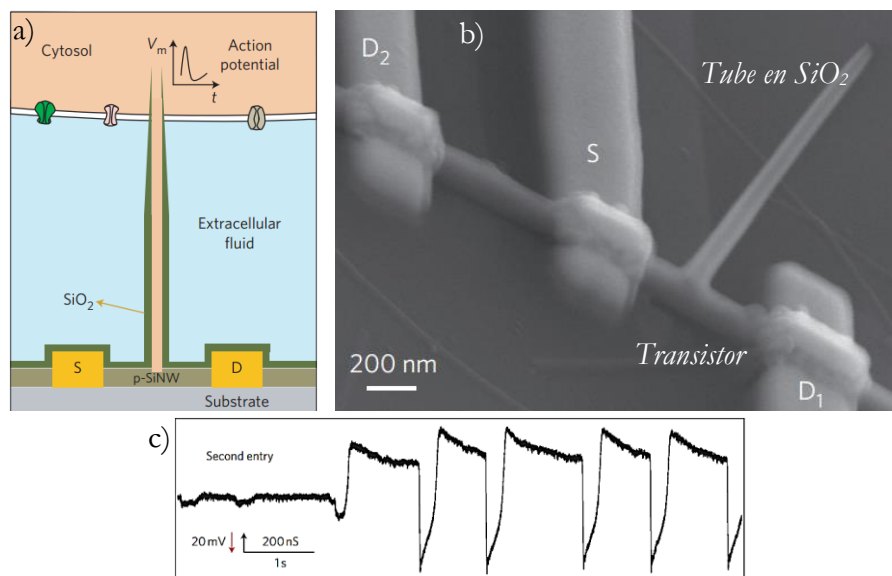 a)
Cytosol
Vm
Action
potential
t
Extracellular
fluid
SiO2
S
p-SiNW
D
Substrate
b)
D2
S
Tube en SiO2
Transistor
D1
200 nm
c)
Second entry
20 mV
200 nS
1s